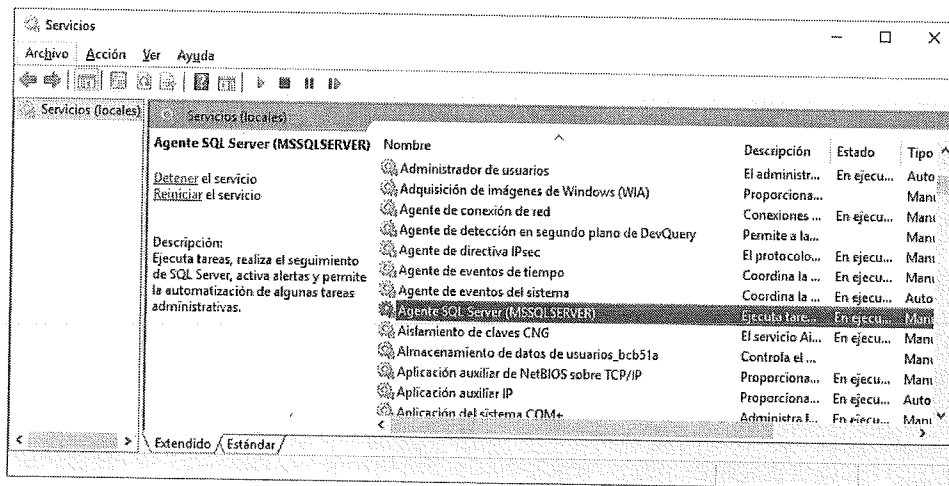 Servicios
Archivo Acción Ver Ayuda
Servicios (locales)
Servicios (locales)
Agente SQL Server (MSSQLSERVER)
Detener el servicio
Reiniciar el servicio
Descripción:
Ejecuta tareas, realiza el seguimiento
de SQL Server, activa alertas y permite
la automatización de algunas tareas
administrativas.
Nombre Descripción Estado Tipo
Administrador de usuarios El administr... En ejecu... Auto
Adquisición de imágenes de Windows (WIA) Proporciona... Manu
Agente de conexión de red Conexiones ... En ejecu... Manu
Agente de detección en segundo plano de DevQuery Permite a la... Manu
Agente de directiva IPsec El protocolo... En ejecu... Manu
Agente de eventos de tiempo Coordina la ... En ejecu... Manu
Agente de eventos del sistema Coordina la ... En ejecu... Auto
Agente SQL Server (MSSQLSERVER) Ejecuta tare... En ejecu... Manu
Aislamiento de claves CNG El servicio Ai... En ejecu... Manu
Almacenamiento de datos de usuarios_bcb51a Controla el ... Manu
Aplicación auxiliar de NetBIOS sobre TCP/IP Proporciona... En ejecu... Manu
Aplicación auxiliar IP Proporciona... En ejecu... Auto
Aplicación del sistema COM+ Administra l... En ejecu... Manu
Extendido Estándar